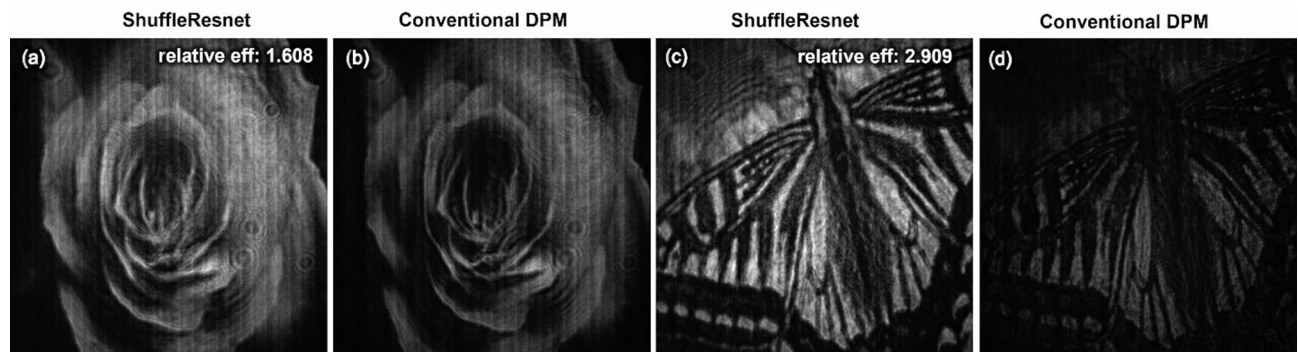 ShuffleResnet Conventional DPM ShuffleResnet Conventional DPM
(a) relative eff: 1.608 (b) (c) relative eff: 2.909 (d)